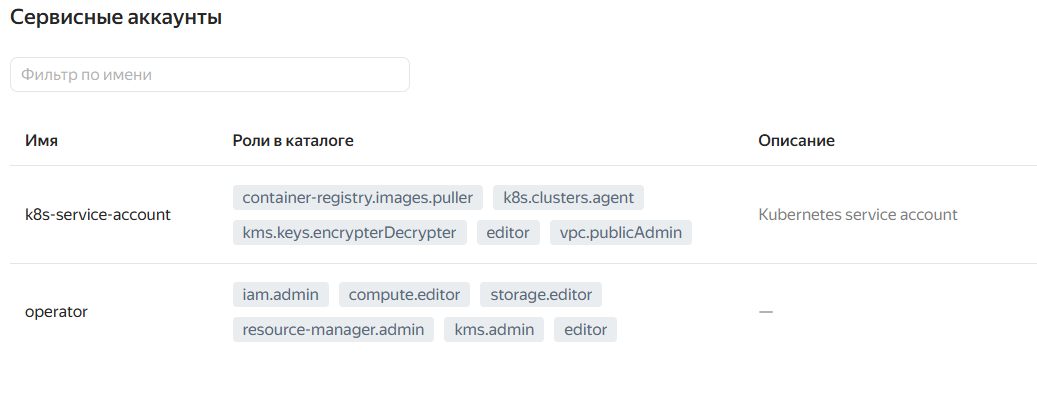 Сервисные аккаунты
Фильтр по имени
Имя Роли в каталоге Описание
container-registry.images.puller k8s.clusters.agent
k8s-service-account Kubernetes service account
kms.keys.encrypterDecrypter editor vpc.publicAdmin
iam.admin compute.editor storage.editor
operator —
resource-manager.admin kms.admin editor